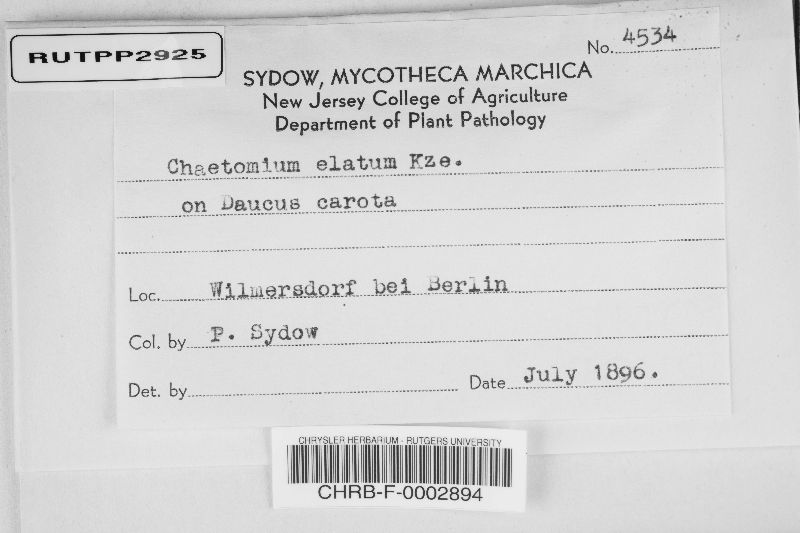 RUTPP2925
No. 4534
SYDOW, MYCOTHECA MARCHICA
New Jersey College of Agriculture
Department of Plant Pathology
Chaetomium elatum Kze.
on Daucus carota
Loc. Wilmersdorf bei Berlin
Col. by P. Sydow
Det. by
Date July 1896.
CHRYSLER HERBARIUM - RUTGERS UNIVERSITY
CHRB-F-0002894